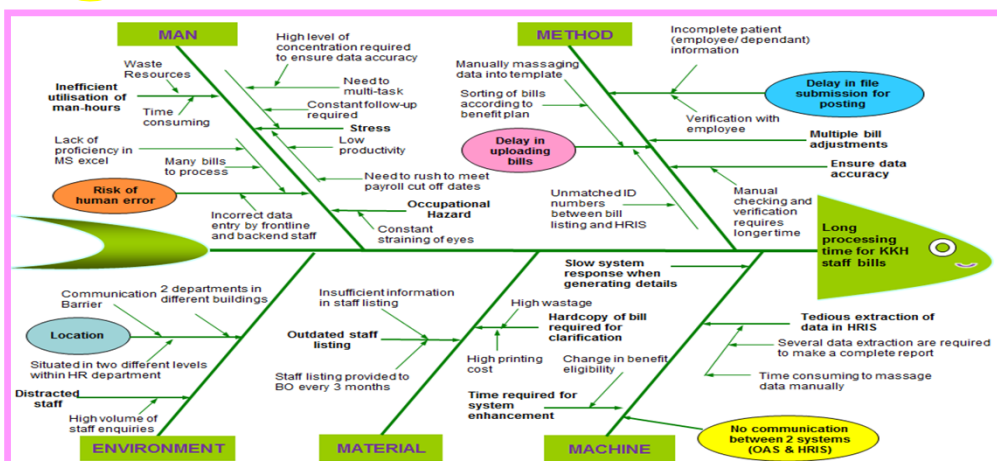 MAN
METHOD
High level of
concentration required
to ensure data accuracy
Waste
Resources
Inefficient
utilisation of
man-hours
Time
consuming
Need to
multi-task
Constant follow-up
required
Stress
Low
productivity
Lack of
proficiency in
MS excel
Many bills
to process
Need to rush to meet
payroll cut off dates
Risk of
human error
Incorrect data
entry by frontline
and backend staff
Occupational
Hazard
Constant
straining of eyes
Incomplete patient
(employee/ dependant)
information
Manually massaging
data into template
Sorting of bills
according to
benefit plan
Delay in file
submission for
posting
Verification with
employee
Delay in
uploading
bills
Multiple bill
adjustments
Ensure data
accuracy
Unmatched ID
numbers
between bill
listing and HRIS
Manual
checking and
verification
requires
longer time
Long
processing
time for KKH
staff bills
Communication
Barrier
2 departments in
different buildings
Location
Situated in two different levels
within HR department
Distracted
staff
High volume of
staff enquiries
ENVIRONMENT
Insufficient information
in staff listing
Outdated staff
listing
Staff listing provided
to BO every 3 months
High wastage
Hardcopy of bill
required for
clarification
High printing
cost
MATERIAL
Slow system
response when
generating details
Tedious extraction of
data in HRIS
Several data extraction are required
to make a complete report
Time consuming to massage
data manually
Change in benefit
eligibility
Time required for
system
enhancement
No communication
between 2 systems
(OAS & HRIS)
MACHINE